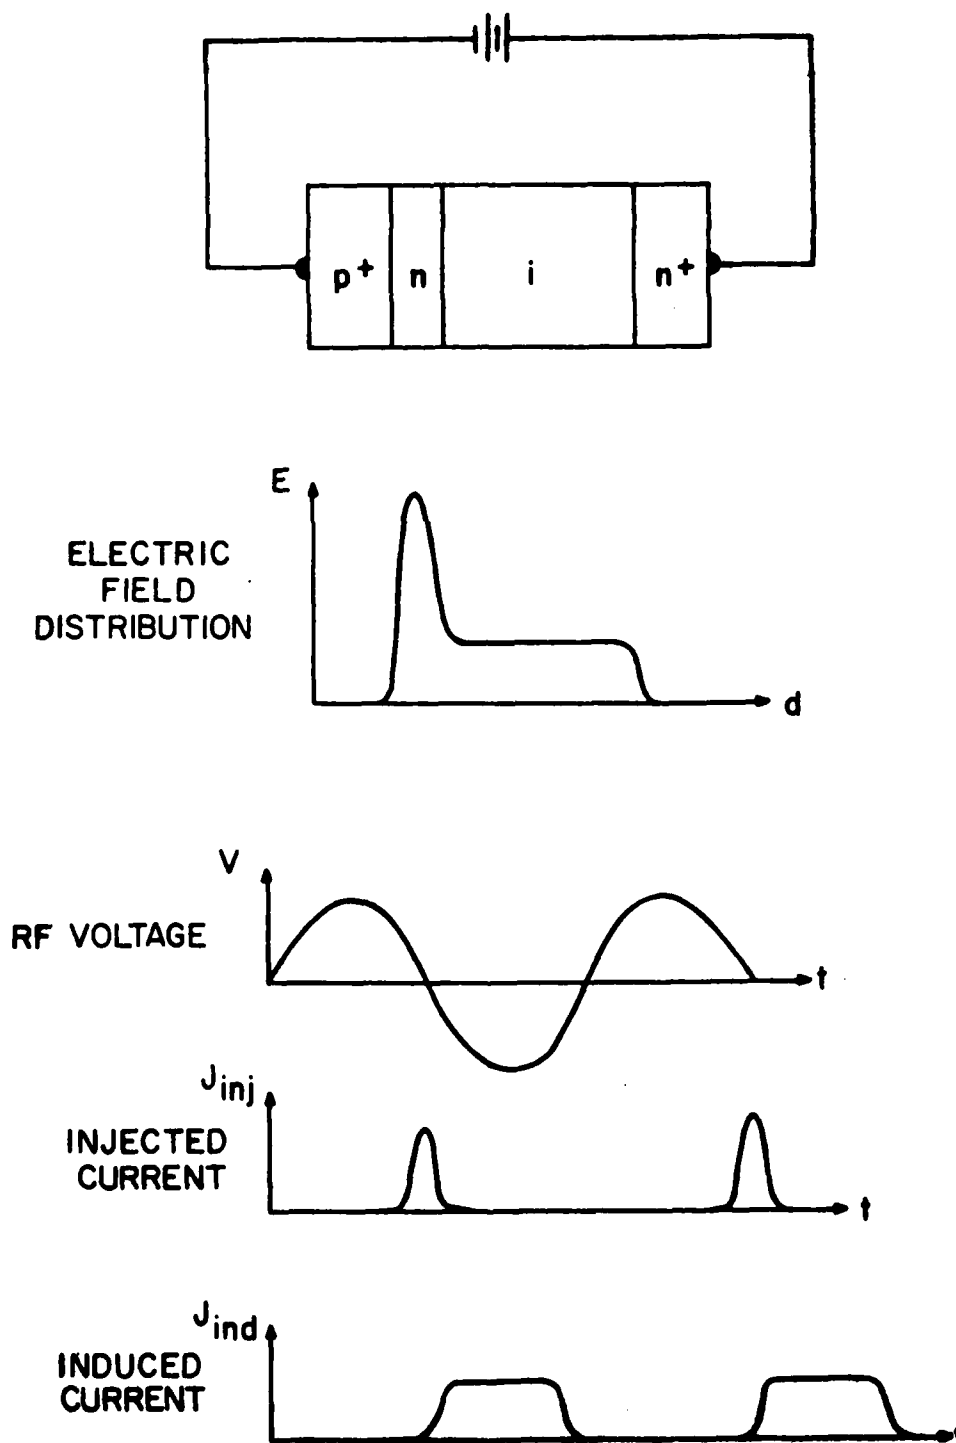 p+ n i n+
E
ELECTRIC
FIELD
DISTRIBUTION
d
V
RF VOLTAGE
t
Jinj
INJECTED
CURRENT
t
Jind
INDUCED
CURRENT